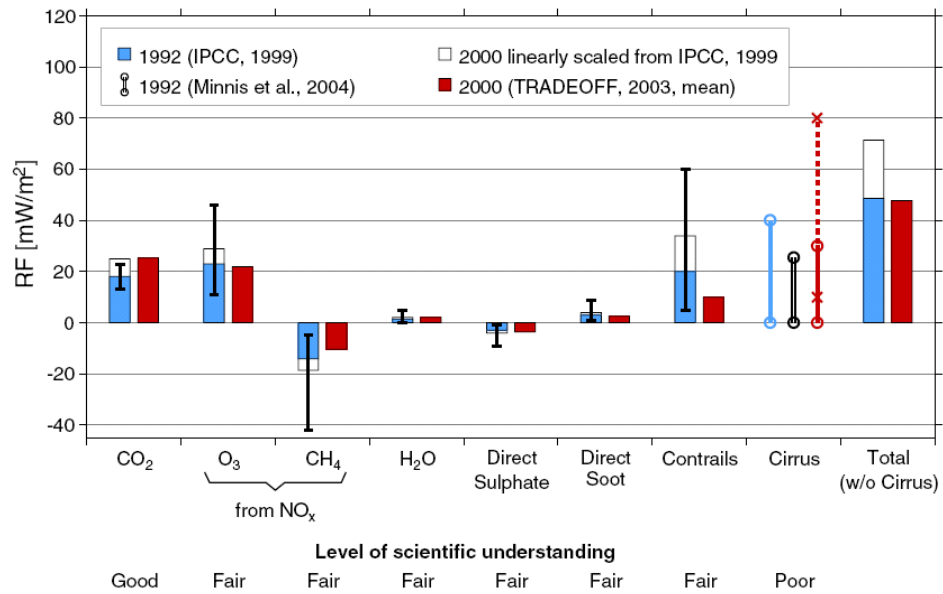 120
100
80
60
40
20
0
-20
-40
RF [mW/m²]
1992 (IPCC, 1999)
2000 linearly scaled from IPCC, 1999
1992 (Minnis et al., 2004)
2000 (TRADEOFF, 2003, mean)
CO₂
O₃
CH₄
H₂O
Direct
Sulphate
Direct
Soot
Contrails
Cirrus
Total
(w/o Cirrus)
from NOₓ
Level of scientific understanding
Good Fair Fair Fair Fair Fair Fair Poor